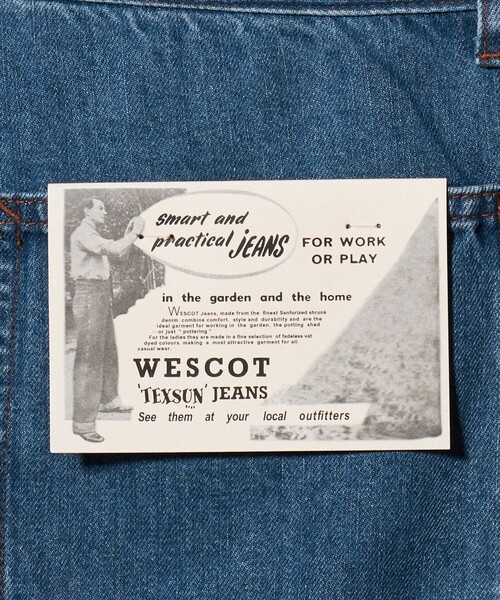 smart and
practical JEANS
FOR WORK
OR PLAY
in the garden and the home
WESCOT Jeans, made from the finest Sanforized shrunk
denim, combine comfort, style and durability and are the
ideal garment for working in the garden, the potting shed
—or just "pottering."
For the ladies they are made in a fine selection of fadeless vat
dyed colours, making a most attractive garment for all
casual wear.
WESCOT
'TEXSUN' JEANS
See them at your local outfitters